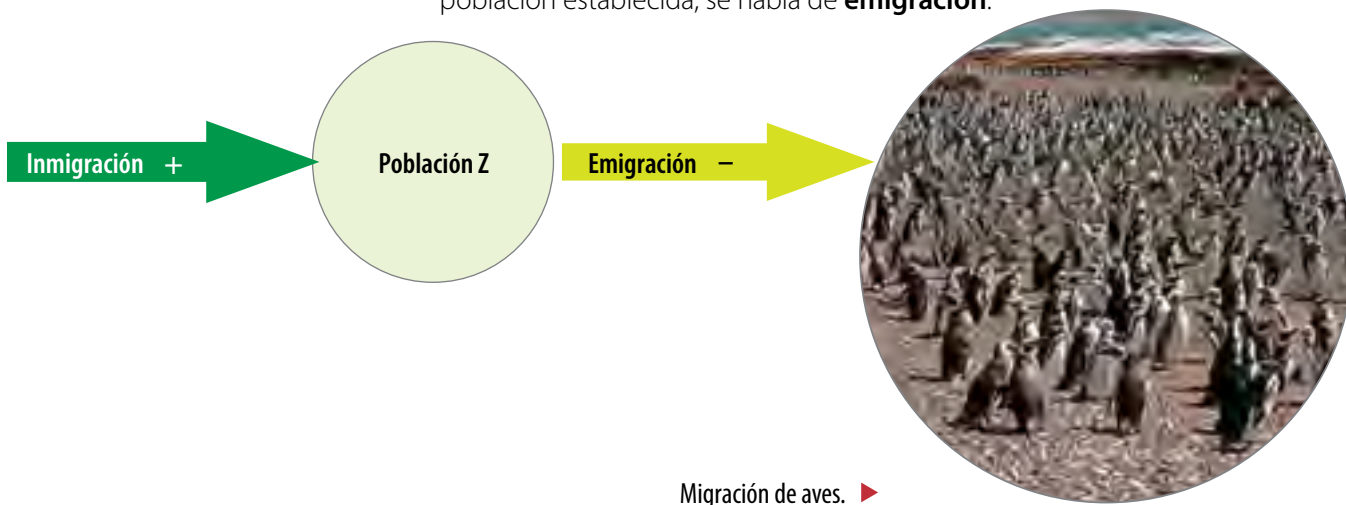 población establecida, se habla de emigración.
Inmigración +
Población Z
Emigración –
Migración de aves. ▶